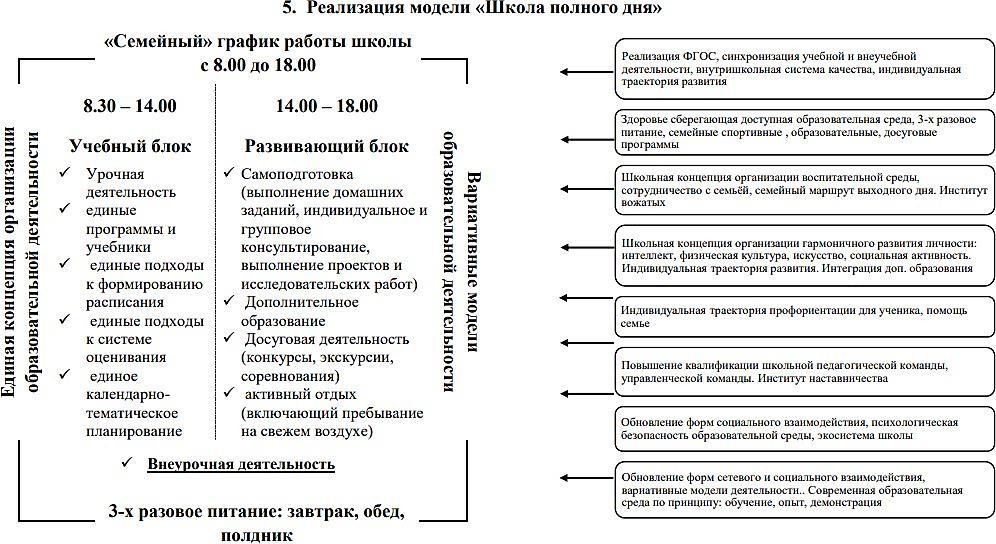 5. Реализация модели «Школа полного дня»
«Семейный» график работы школы
с 8.00 до 18.00
Единая концепция организации
образовательной деятельности
8.30 – 14.00
Учебный блок
✓ Урочная
деятельность
✓ единые
программы и
учебники
✓ единые подходы
к формированию
расписания
✓ единые подходы
к системе
оценивания
✓ единое
календарно-
тематическое
планирование
14.00 – 18.00
Развивающий блок
✓ Самоподготовка
(выполнение домашних
заданий, индивидуальное и
групповое
консультирование,
выполнение проектов и
исследовательских работ)
✓ Дополнительное
образование
✓ Досуговая деятельность
(конкурсы, экскурсии,
соревнования)
✓ активный отдых
(включающий пребывание
на свежем воздухе)
Вариативные модели
образовательной деятельности
✓ Внеурочная деятельность
3-х разовое питание: завтрак, обед,
полдник
Реализация ФГОС, синхронизация учебной и внеучебной
деятельности, внутришкольная система качества, индивидуальная
траектория развития
Здоровье сберегающая доступная образовательная среда, 3-х разовое
питание, семейные спортивные , образовательные, досуговые
программы
Школьная концепция организации воспитательной среды,
сотрудничество с семьёй, семейный маршрут выходного дня. Институт
вожатых
Школьная концепция организации гармоничного развития личности:
интеллект, физическая культура, искусство, социальная активность.
Индивидуальная траектория развития. Интеграция доп. образования
Индивидуальная траектория профориентации для ученика, помощь
семье
Повышение квалификации школьной педагогической команды,
управленческой команды. Институт наставничества
Обновление форм социального взаимодействия, психологическая
безопасность образовательной среды, экосистема школы
Обновление форм сетевого и социального взаимодействия,
вариативные модели деятельности.. Современная образовательная
среда по принципу: обучение, опыт, демонстрация